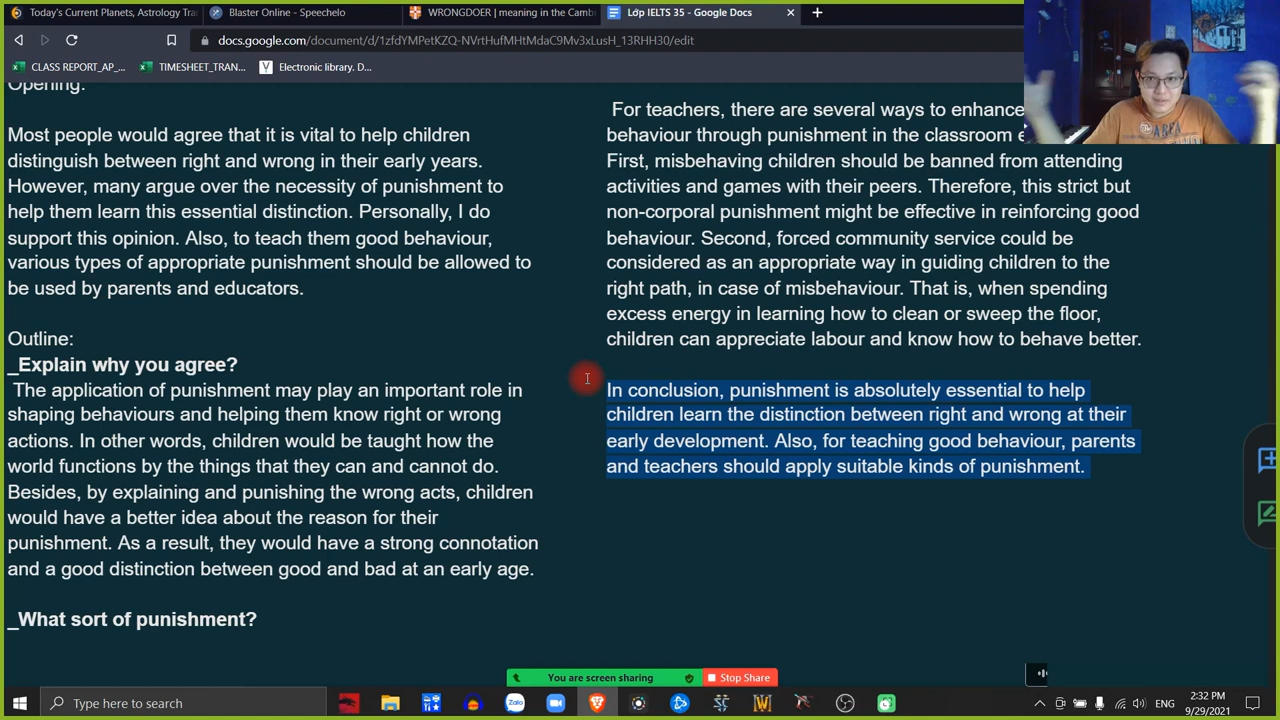 Today's Current Planets, Astrology Tra
Blaster Online - Speechelo
WRONGDOER | meaning in the Camb
Lớp IELTS 35 - Google Docs
docs.google.com/document/d/1zfdYMPetKZQ-NVrtHufMHtMdaC9Mv3xLusH_13RHH30/edit
CLASS REPORT_AP_...
TIMESHEET_TRAN...
Electronic library. D...
Opening:
Most people would agree that it is vital to help children
distinguish between right and wrong in their early years.
However, many argue over the necessity of punishment to
help them learn this essential distinction. Personally, I do
support this opinion. Also, to teach them good behaviour,
various types of appropriate punishment should be allowed to
be used by parents and educators.
Outline:
_Explain why you agree?
The application of punishment may play an important role in
shaping behaviours and helping them know right or wrong
actions. In other words, children would be taught how the
world functions by the things that they can and cannot do.
Besides, by explaining and punishing the wrong acts, children
would have a better idea about the reason for their
punishment. As a result, they would have a strong connotation
and a good distinction between good and bad at an early age.
_What sort of punishment?
For teachers, there are several ways to enhance
behaviour through punishment in the classroom
First, misbehaving children should be banned from attending
activities and games with their peers. Therefore, this strict but
non-corporal punishment might be effective in reinforcing good
behaviour. Second, forced community service could be
considered as an appropriate way in guiding children to the
right path, in case of misbehaviour. That is, when spending
excess energy in learning how to clean or sweep the floor,
children can appreciate labour and know how to behave better.
In conclusion, punishment is absolutely essential to help
children learn the distinction between right and wrong at their
early development. Also, for teaching good behaviour, parents
and teachers should apply suitable kinds of punishment.
You are screen sharing
Stop Share
Type here to search
Zalo
ENG
2:32 PM
9/29/2021